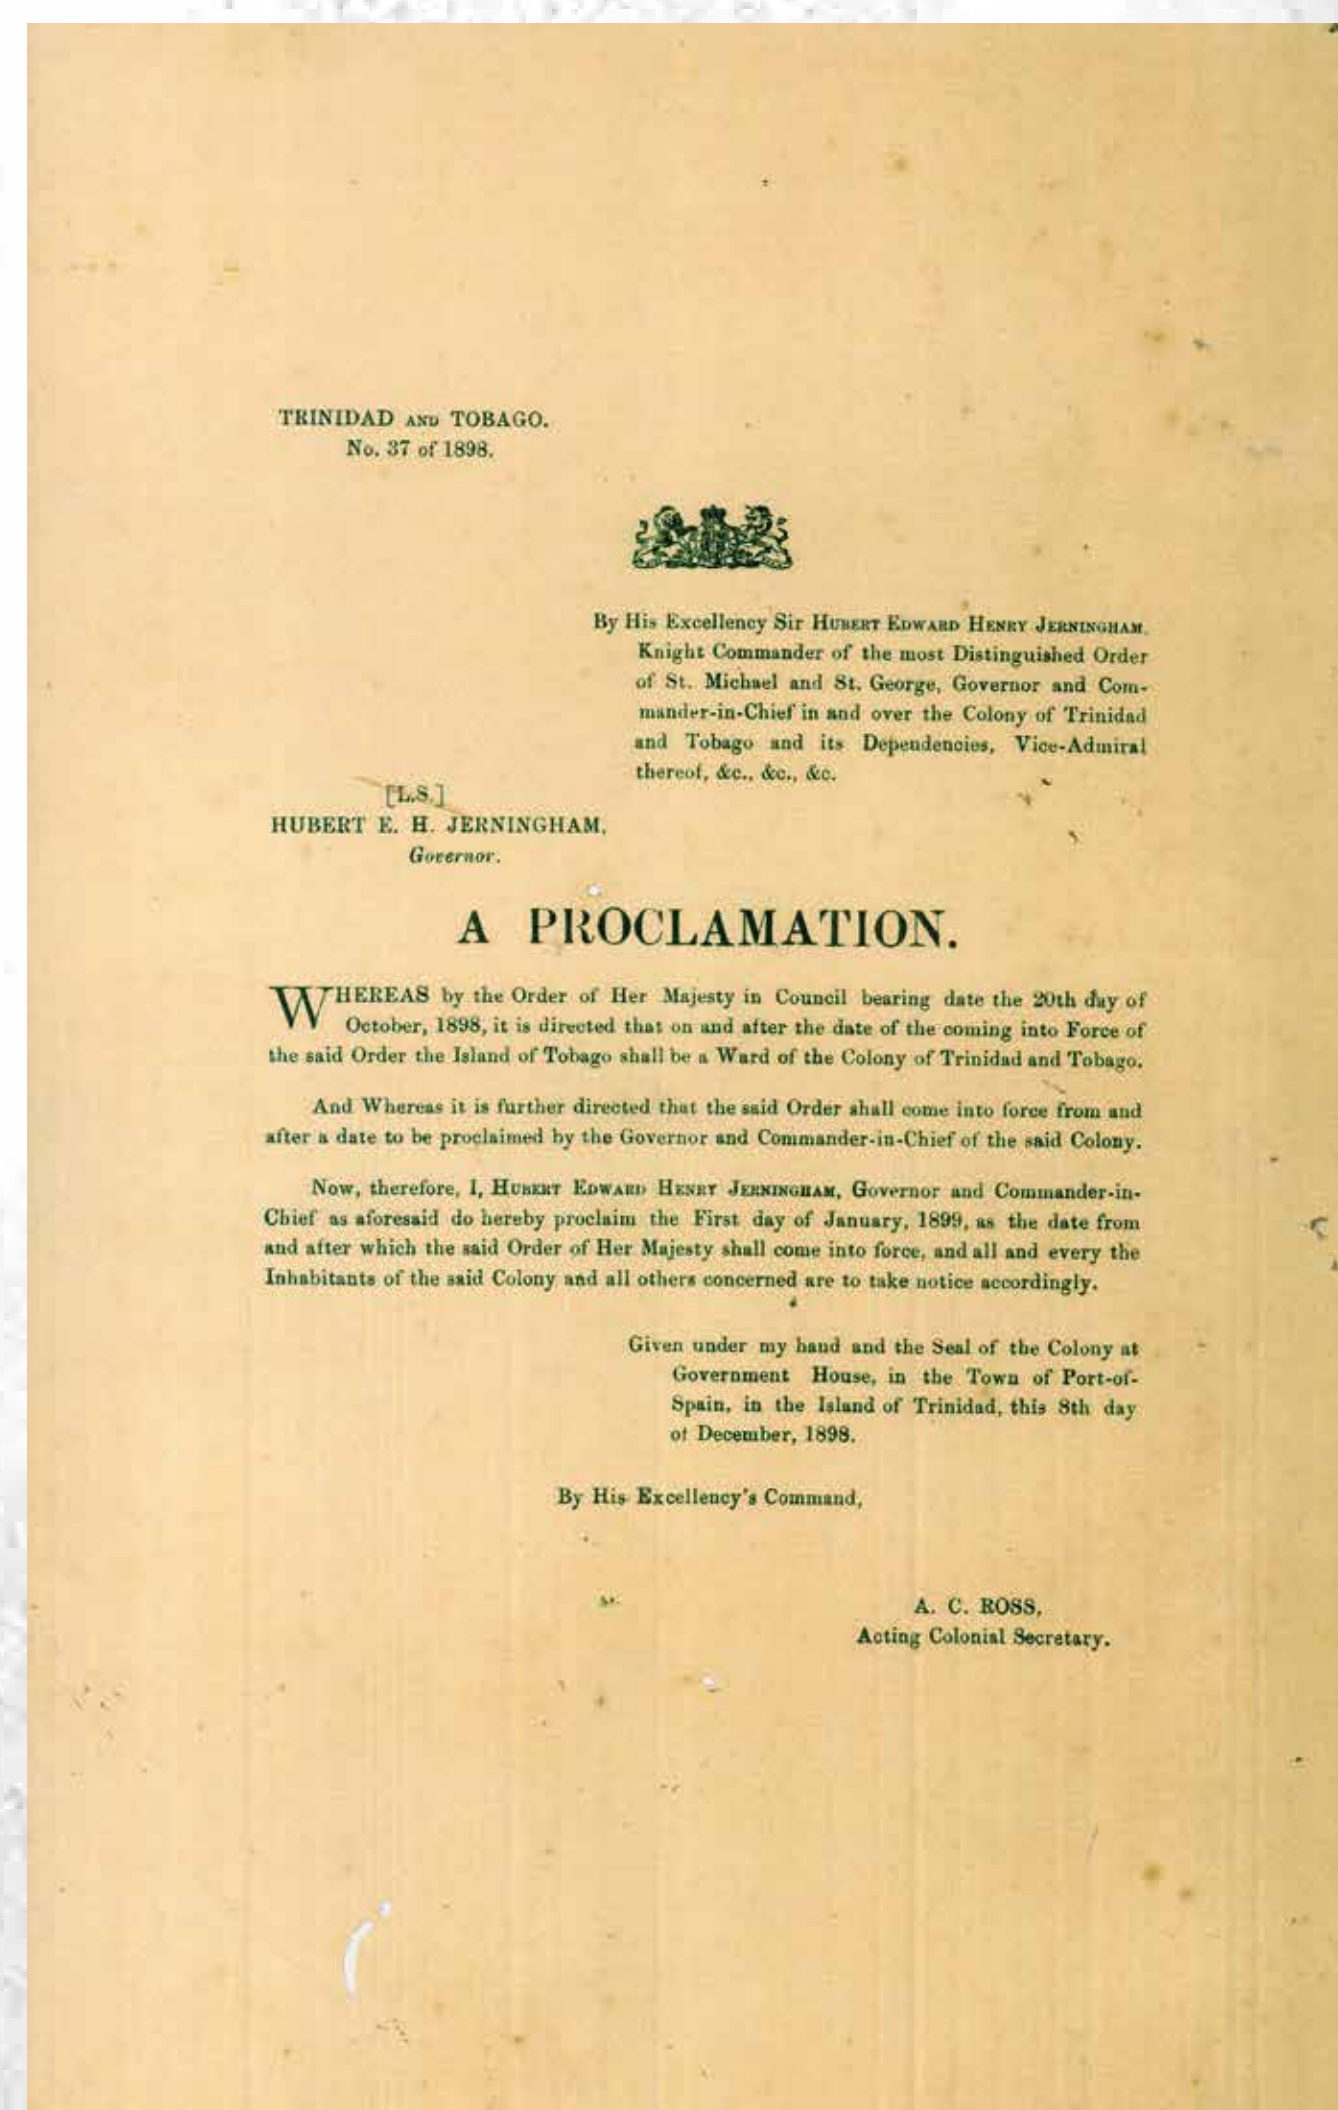 TRINIDAD AND TOBAGO.
No. 37 of 1898.
By His Excellency Sir HUBERT EDWARD HENRY JERNINGHAM,
Knight Commander of the most Distinguished Order
of St. Michael and St. George, Governor and Com-
mander-in-Chief in and over the Colony of Trinidad
and Tobago and its Dependencies, Vice-Admiral
thereof, &c., &c., &c.
[L.S.]
HUBERT E. H. JERNINGHAM,
Governor.
A PROCLAMATION.
WHEREAS by the Order of Her Majesty in Council bearing date the 20th day of
October, 1898, it is directed that on and after the date of the coming into Force of
the said Order the Island of Tobago shall be a Ward of the Colony of Trinidad and Tobago.
And Whereas it is further directed that the said Order shall come into force from and
after a date to be proclaimed by the Governor and Commander-in-Chief of the said Colony.
Now, therefore, I, HUBERT EDWARD HENRY JERNINGHAM, Governor and Commander-in-
Chief as aforesaid do hereby proclaim the First day of January, 1899, as the date from
and after which the said Order of Her Majesty shall come into force, and all and every the
Inhabitants of the said Colony and all others concerned are to take notice accordingly.
Given under my hand and the Seal of the Colony at
Government House, in the Town of Port-of-
Spain, in the Island of Trinidad, this 8th day
of December, 1898.
By His Excellency's Command,
A. C. ROSS,
Acting Colonial Secretary.